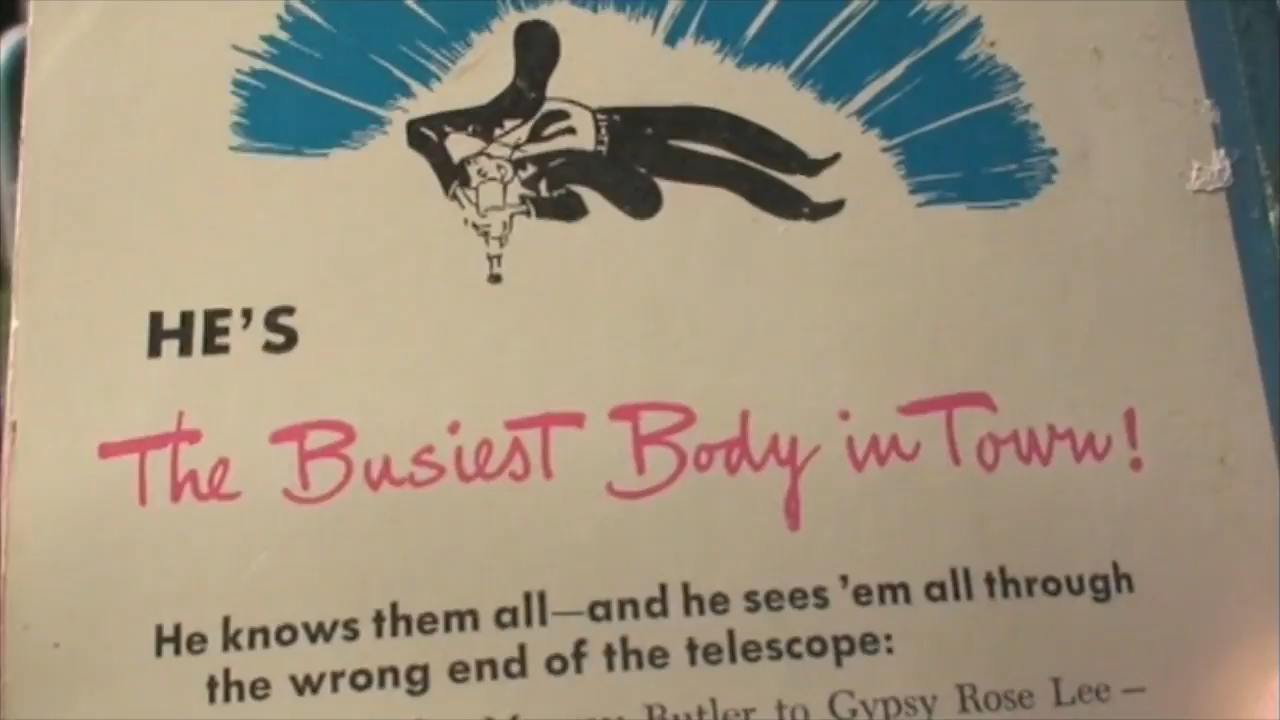 HE'S
The Busiest Body in Town!
He knows them all—and he sees 'em all through
the wrong end of the telescope:
Butler to Gypsy Rose Lee—